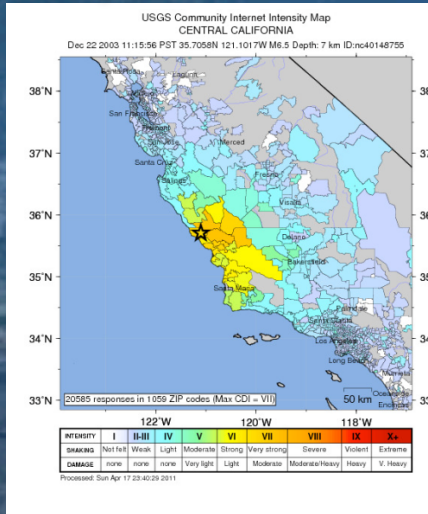 USGS Community Internet Intensity Map
CENTRAL CALIFORNIA
Dec 22 2003 11:15:56 PST 35.7058N 121.1017W M6.5 Depth: 7 km ID:nc40148755
38°N
37°N
36°N
35°N
34°N
33°N
Santa Rosa
Laguna
San Francisco
Fremont
San Jose
Merced
Santa Cruz
Salinas
Fresno
Visalia
Delano
Bakersfield
Santa Maria
Palmdale
Santa Clarita
Los Angeles
Long Beach
Murrieta
Oceanside
Encinitas
20585 responses in 1059 ZIP codes (Max CDI = VII)
50 km
122°W 120°W 118°W
INTENSITY I II-III IV V VI VII VIII IX X+
SHAKING Not felt Weak Light Moderate Strong Very strong Severe Violent Extreme
DAMAGE none none none Very light Light Moderate Moderate/Heavy Heavy V. Heavy
Processed: Sun Apr 17 23:40:29 2011